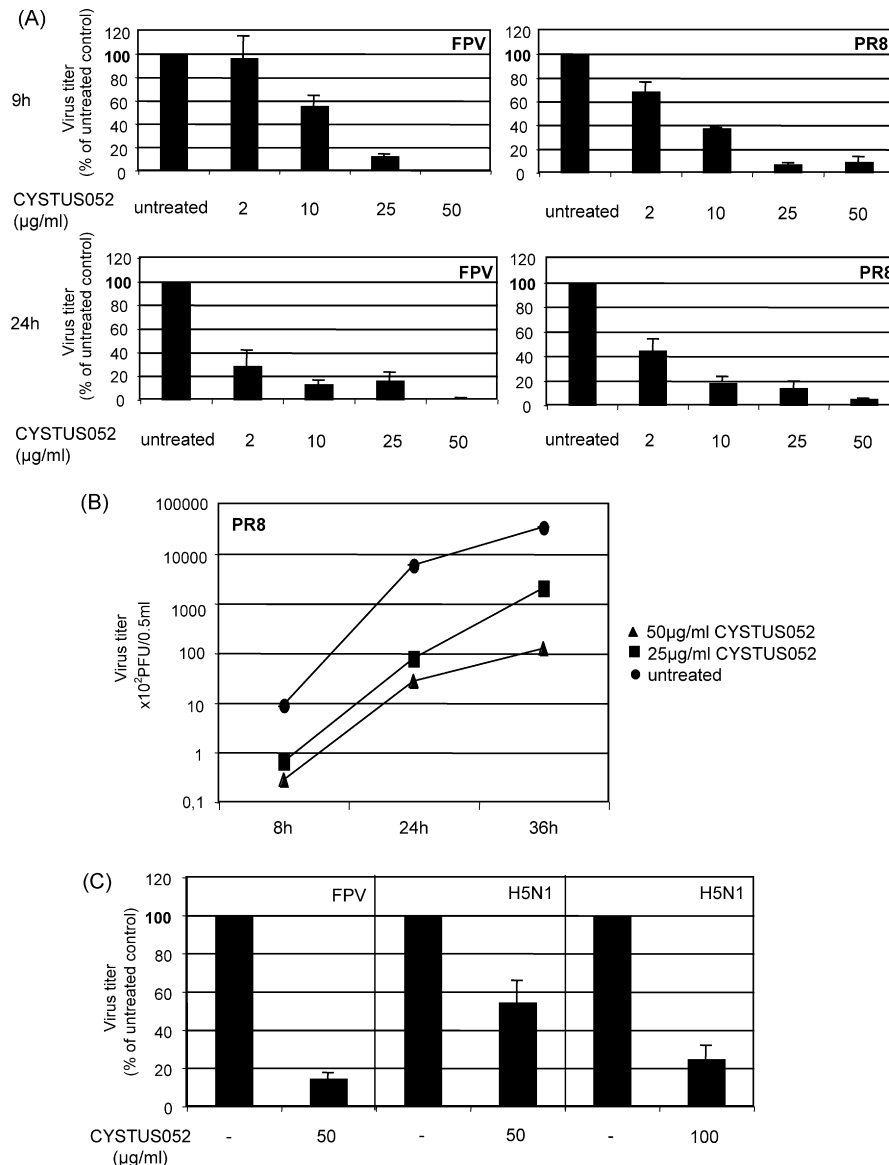 (A)
Virus titer
(% of untreated control)
120
100
80
60
40
20
0
FPV
120
100
80
60
40
20
0
PR8
9h
CYSTUS052
(µg/ml)
untreated 2 10 25 50
untreated 2 10 25 50
Virus titer
(% of untreated control)
120
100
80
60
40
20
0
FPV
120
100
80
60
40
20
0
PR8
24h
CYSTUS052
(µg/ml)
untreated 2 10 25 50
untreated 2 10 25 50
(B)
Virus titer
x10²PFU/0.5ml
100000
10000
1000
100
10
1
0,1
PR8
8h 24h 36h
50µg/ml CYSTUS052
25µg/ml CYSTUS052
untreated
(C)
Virus titer
(% of untreated control)
120
100
80
60
40
20
0
FPV H5N1 H5N1
CYSTUS052
(µg/ml)
- 50 - 50 - 100